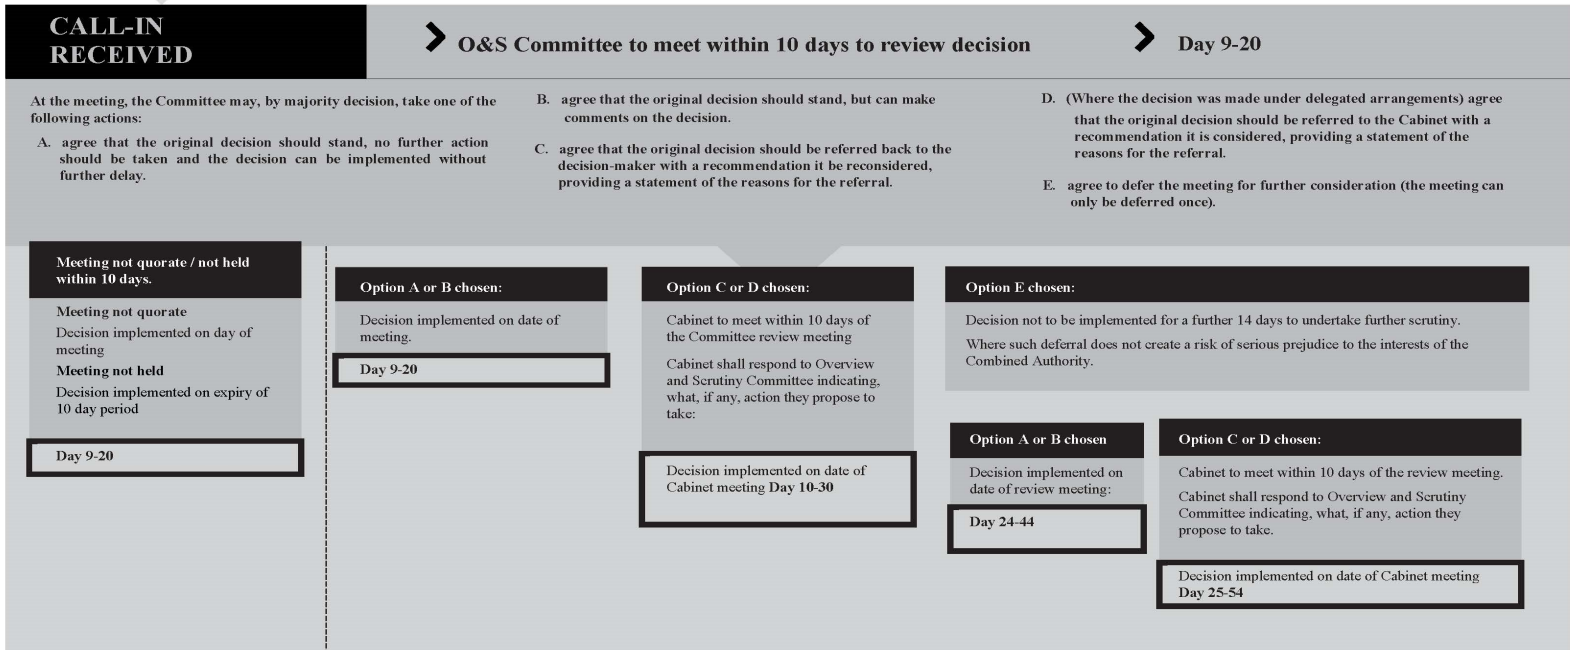 CALL-IN
RECEIVED
O&S Committee to meet within 10 days to review decision
Day 9-20
At the meeting, the Committee may, by majority decision, take one of the
following actions:
A. agree that the original decision should stand, no further action
should be taken and the decision can be implemented without
further delay.
B. agree that the original decision should stand, but can make
comments on the decision.
C. agree that the original decision should be referred back to the
decision-maker with a recommendation it be reconsidered,
providing a statement of the reasons for the referral.
D. (Where the decision was made under delegated arrangements) agree
that the original decision should be referred to the Cabinet with a
recommendation it is considered, providing a statement of the
reasons for the referral.
E. agree to defer the meeting for further consideration (the meeting can
only be deferred once).
Meeting not quorate / not held
within 10 days.
Meeting not quorate
Decision implemented on day of
meeting
Meeting not held
Decision implemented on expiry of
10 day period
Day 9-20
Option A or B chosen:
Decision implemented on date of
meeting.
Day 9-20
Option C or D chosen:
Cabinet to meet within 10 days of
the Committee review meeting
Cabinet shall respond to Overview
and Scrutiny Committee indicating,
what, if any, action they propose to
take:
Decision implemented on date of
Cabinet meeting Day 10-30
Option E chosen:
Decision not to be implemented for a further 14 days to undertake further scrutiny.
Where such deferral does not create a risk of serious prejudice to the interests of the
Combined Authority.
Option A or B chosen
Decision implemented on
date of review meeting:
Day 24-44
Option C or D chosen:
Cabinet to meet within 10 days of the review meeting.
Cabinet shall respond to Overview and Scrutiny
Committee indicating, what, if any, action they
propose to take.
Decision implemented on date of Cabinet meeting
Day 25-54